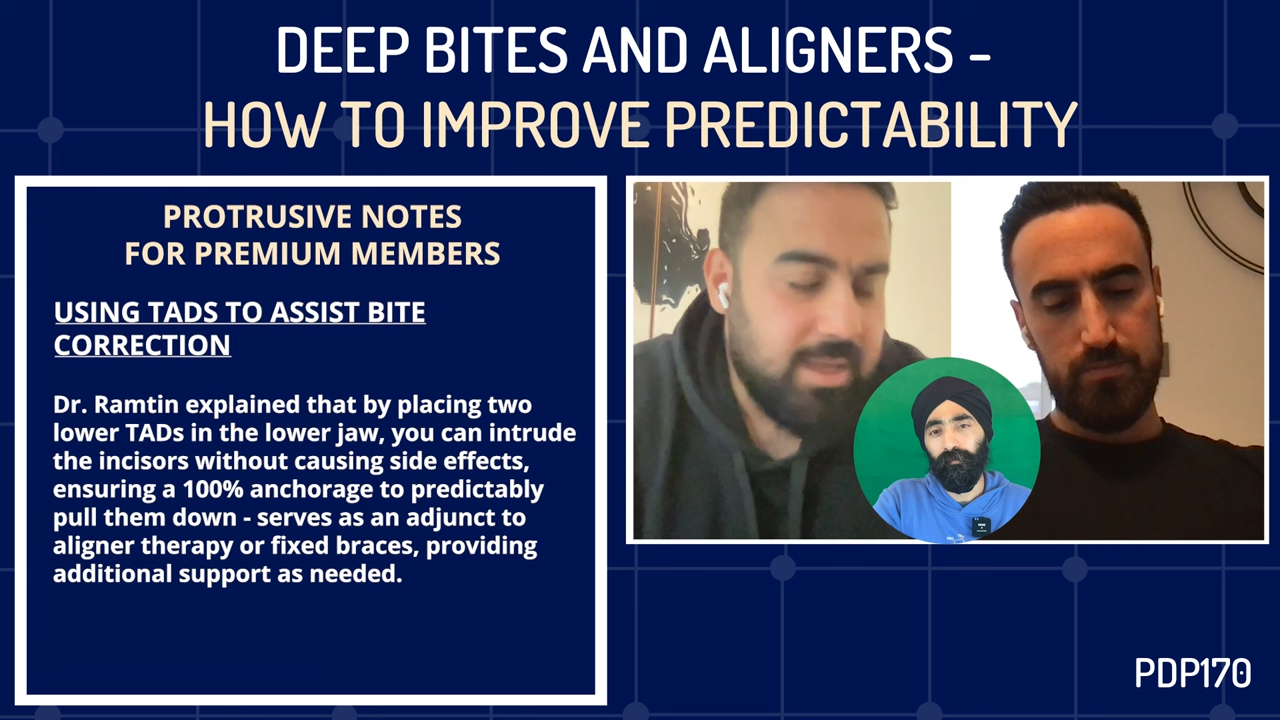 DEEP BITES AND ALIGNERS -
HOW TO IMPROVE PREDICTABILITY
PROTRUSIVE NOTES
FOR PREMIUM MEMBERS
USING TADS TO ASSIST BITE
CORRECTION
Dr. Ramtin explained that by placing two
lower TADs in the lower jaw, you can intrude
the incisors without causing side effects,
ensuring a 100% anchorage to predictably
pull them down - serves as an adjunct to
aligner therapy or fixed braces, providing
additional support as needed.
PDP170